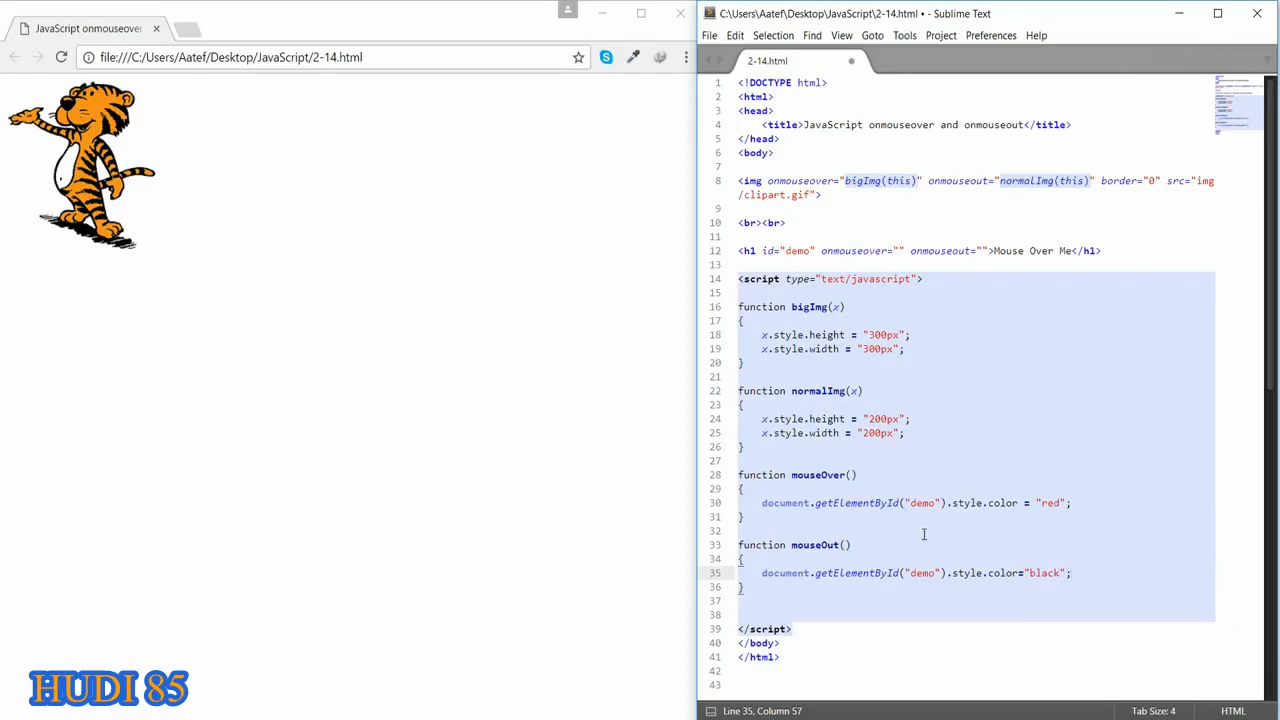 JavaScript onmouseover
file:///C:/Users/Aatef/Desktop/JavaScript/2-14.html
HUDI 85
C:\Users\Aatef\Desktop\JavaScript\2-14.html • - Sublime Text
File Edit Selection Find View Goto Tools Project Preferences Help
2-14.html
1 <!DOCTYPE html>
2 <html>
3 <head>
4 <title>JavaScript onmouseover and onmouseout</title>
5 </head>
6 <body>
7
8 <img onmouseover="bigImg(this)" onmouseout="normalImg(this)" border="0" src="img
/clipart.gif">
9
10 <br><br>
11
12 <h1 id="demo" onmouseover="" onmouseout="">Mouse Over Me</h1>
13
14 <script type="text/javascript">
15
16 function bigImg(x)
17 {
18 x.style.height = "300px";
19 x.style.width = "300px";
20 }
21
22 function normalImg(x)
23 {
24 x.style.height = "200px";
25 x.style.width = "200px";
26 }
27
28 function mouseOver()
29 {
30 document.getElementById("demo").style.color = "red";
31 }
32
33 function mouseOut()
34 {
35 document.getElementById("demo").style.color="black";
36 }
37
38
39 </script>
40 </body>
41 </html>
42
43
Line 35, Column 57
Tab Size: 4
HTML